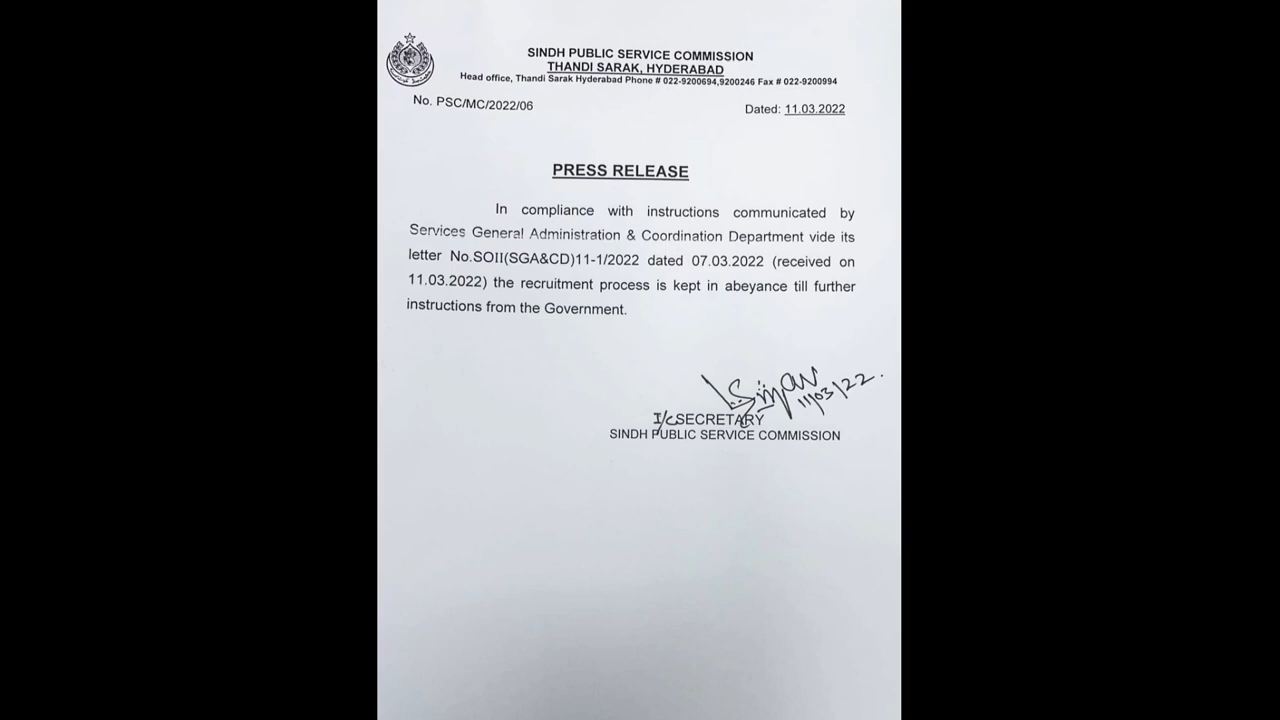 SINDH PUBLIC SERVICE COMMISSION
THANDI SARAK, HYDERABAD
Head office, Thandi Sarak Hyderabad Phone # 022-9200694,9200246 Fax # 022-9200994
No. PSC/MC/2022/06
Dated: 11.03.2022
PRESS RELEASE
In compliance with instructions communicated by
Services General Administration & Coordination Department vide its
letter No.SOII(SGA&CD)11-1/2022 dated 07.03.2022 (received on
11.03.2022) the recruitment process is kept in abeyance till further
instructions from the Government.
11/03/22.
I/c SECRETARY
SINDH PUBLIC SERVICE COMMISSION